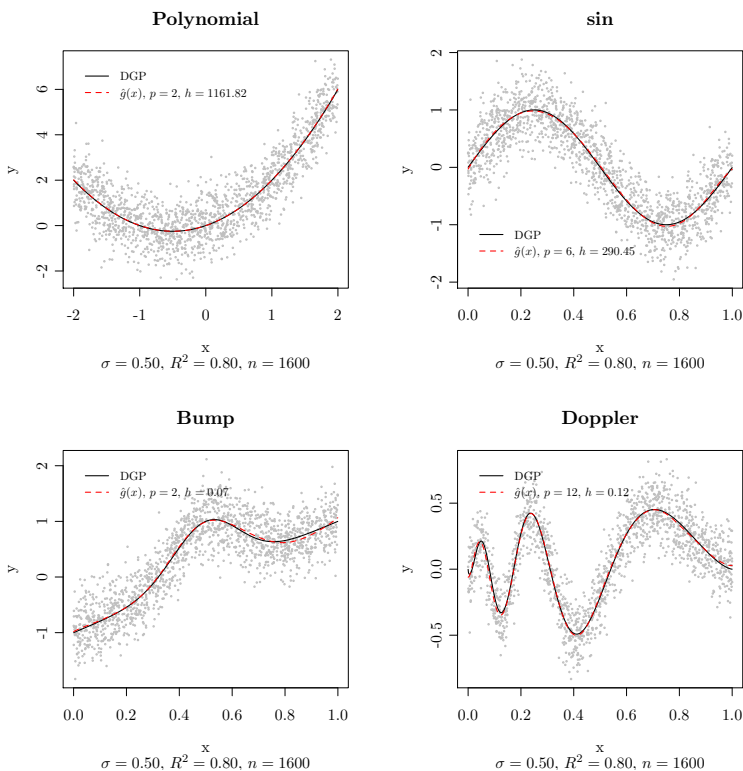 Polynomial
y
6
4
2
0
-2
DGP
ĝ(x), p = 2, h = 1161.82
-2 -1 0 1 2
x
σ = 0.50, R² = 0.80, n = 1600
sin
y
2
1
0
-1
-2
DGP
ĝ(x), p = 6, h = 290.45
0.0 0.2 0.4 0.6 0.8 1.0
x
σ = 0.50, R² = 0.80, n = 1600
Bump
y
2
1
0
-1
DGP
ĝ(x), p = 2, h = 0.07
0.0 0.2 0.4 0.6 0.8 1.0
x
σ = 0.50, R² = 0.80, n = 1600
Doppler
y
0.5
0.0
-0.5
DGP
ĝ(x), p = 12, h = 0.12
0.0 0.2 0.4 0.6 0.8 1.0
x
σ = 0.50, R² = 0.80, n = 1600